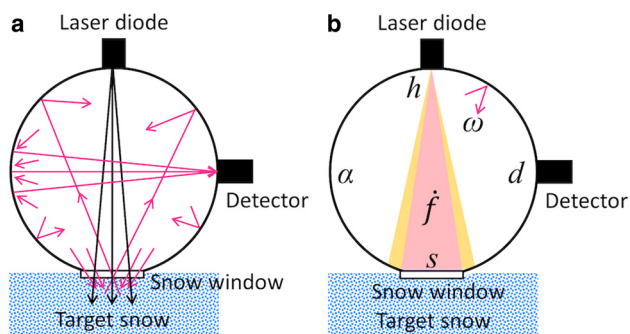 a
Laser diode
Detector
Snow window
Target snow
b
Laser diode
h
ω
α
d
ḟ
Detector
s
Snow window
Target snow